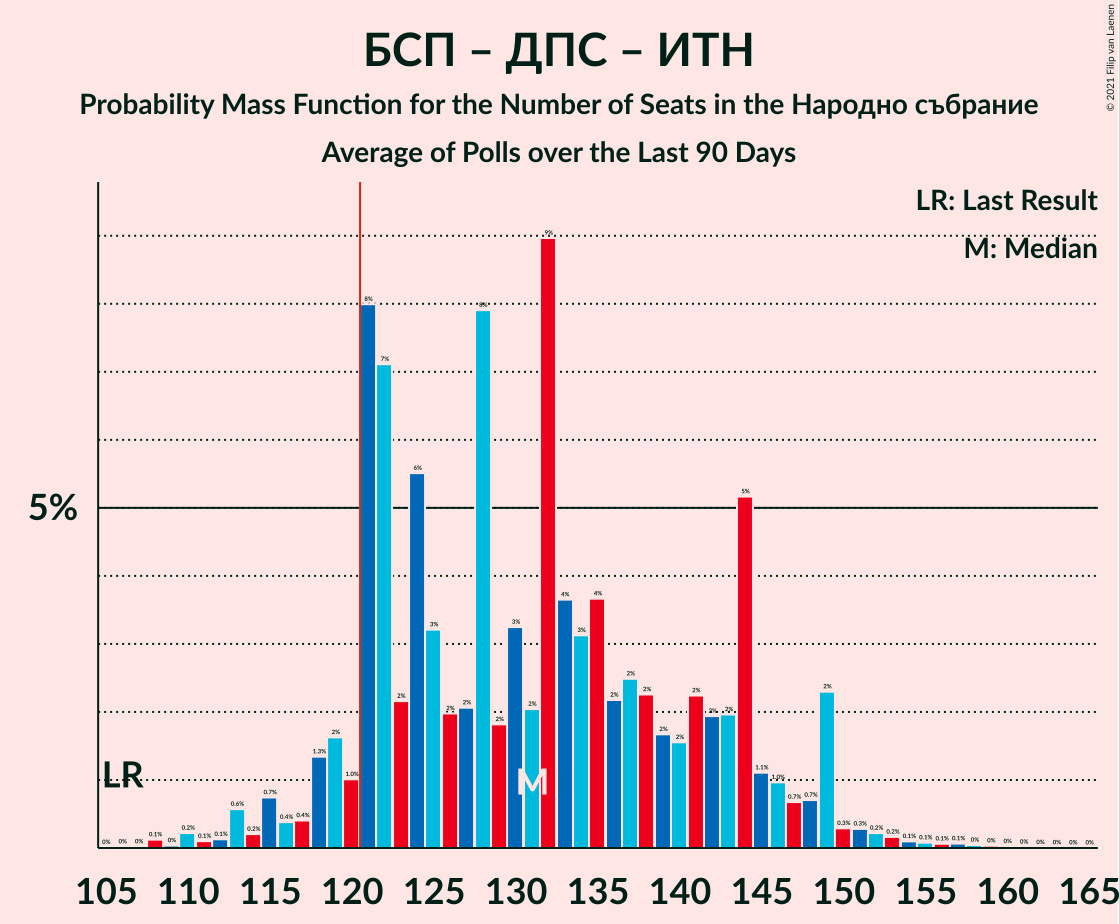 БСП – ДПС – ИТН
Probability Mass Function for the Number of Seats in the Народно събрание
Average of Polls over the Last 90 Days
© 2021 Filip van Laenen
LR: Last Result
M: Median
5%
LR
M
0% 0% 0% 0.1% 0% 0.2% 0.1% 0.1% 0.6% 0.2% 0.7% 0.4% 0.4% 1.3% 2% 1.0% 8% 7% 2% 6% 3% 2% 2% 8% 2% 3% 2% 9% 4% 3% 4% 2% 2% 2% 2% 2% 2% 2% 2% 5% 1.1% 1.0% 0.7% 0.7% 2% 0.3% 0.3% 0.2% 0.2% 0.1% 0.1% 0.1% 0.1% 0% 0% 0% 0% 0% 0% 0% 0%
105 110 115 120 125 130 135 140 145 150 155 160 165